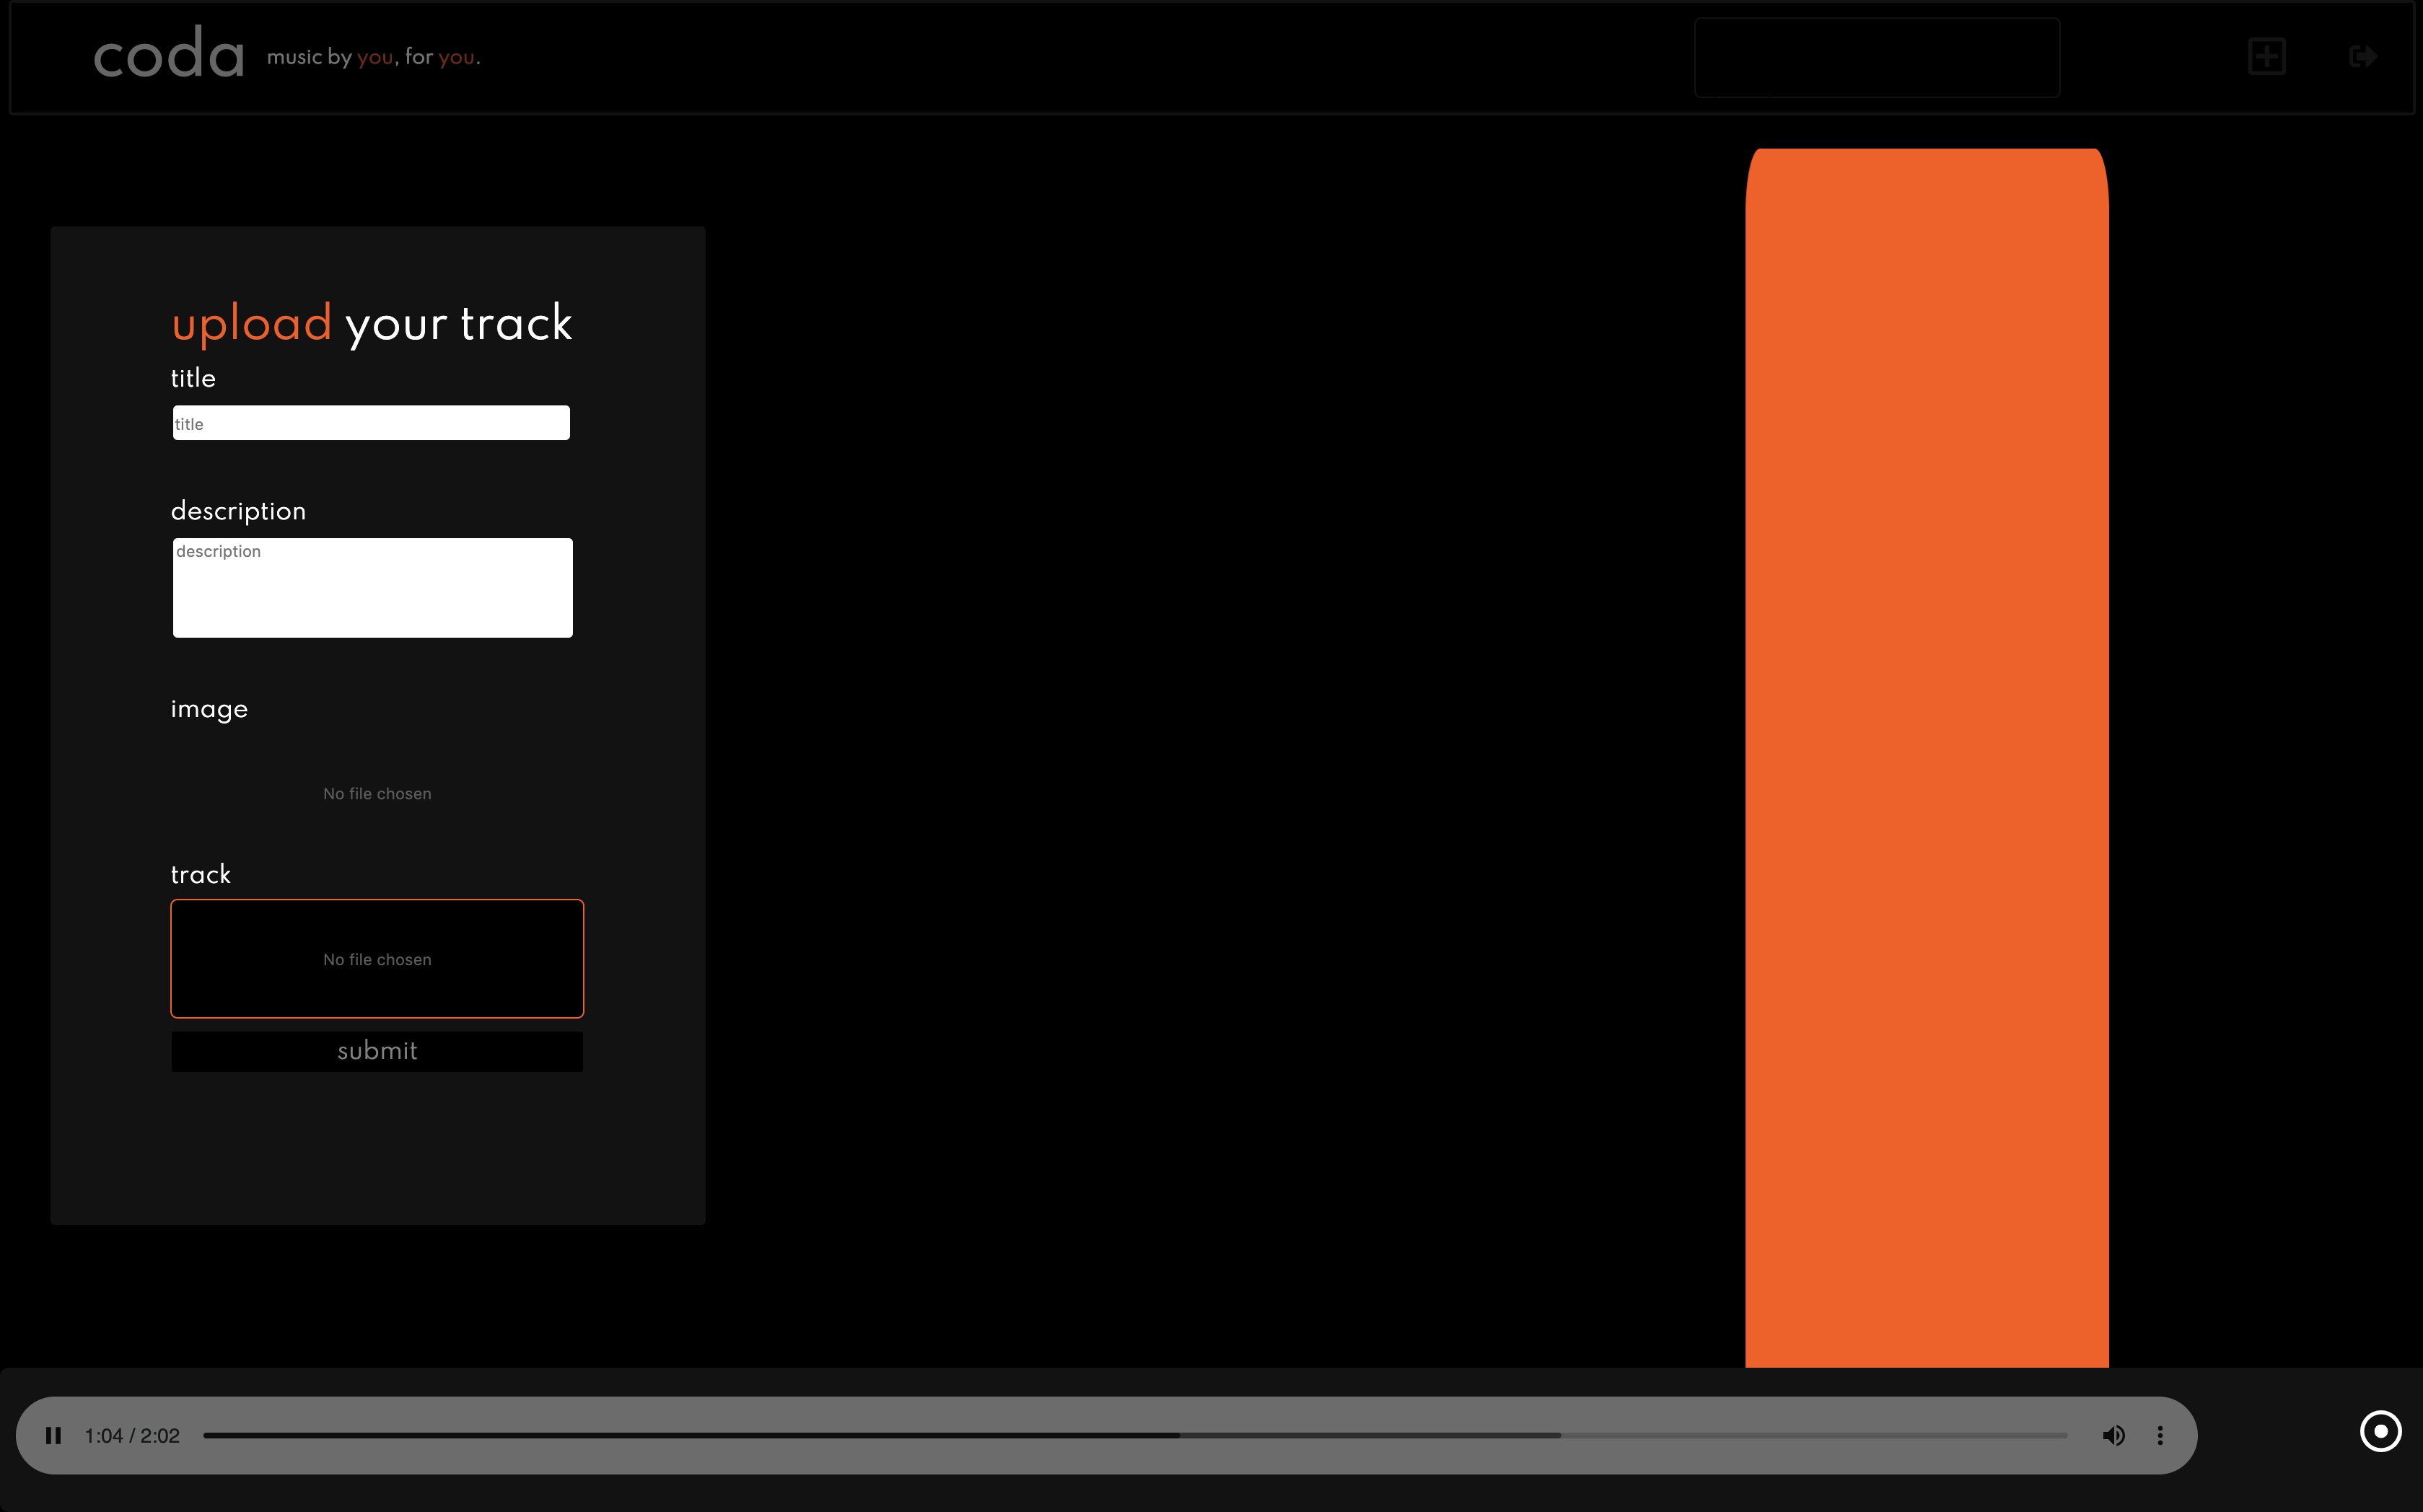 coda music by you, for you.
upload your track
title
title
description
description
image
No file chosen
track
No file chosen
submit
1:04 / 2:02